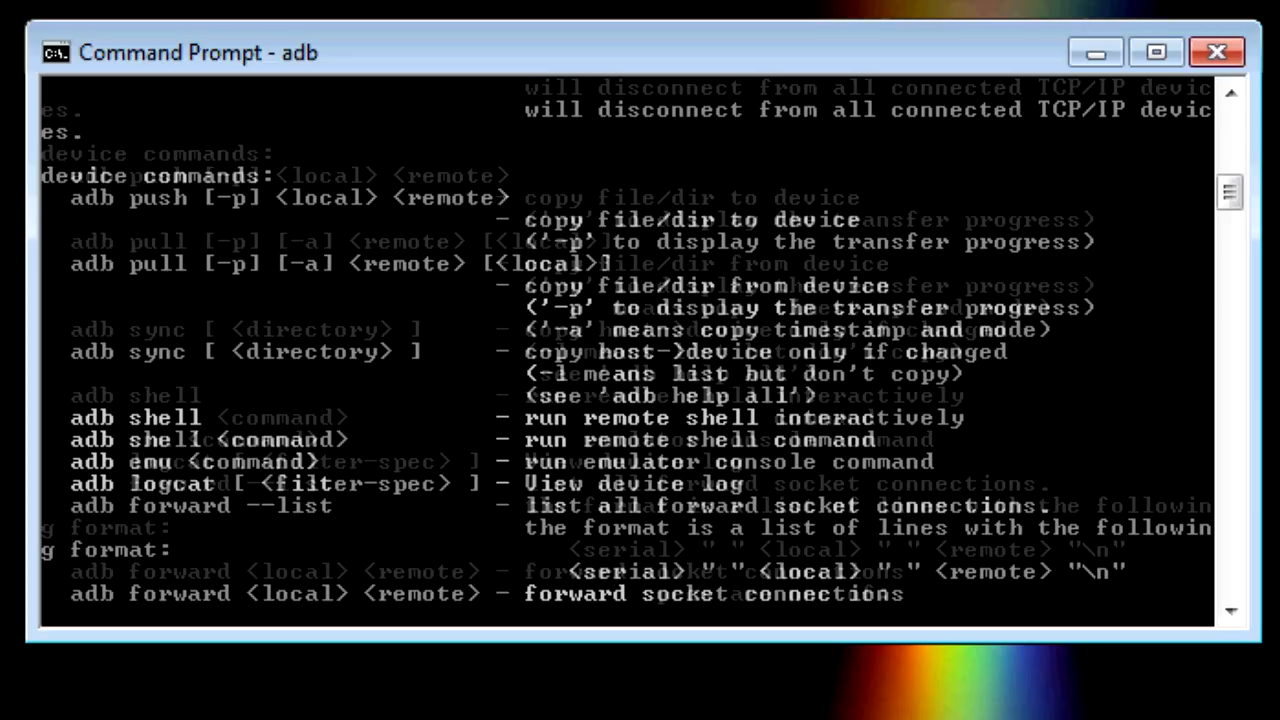 Command Prompt - adb
will disconnect from all connected TCP/IP devic
es.
device commands:
adb push [-p] <local> <remote>
- copy file/dir to device
('-p' to display the transfer progress)
adb pull [-p] [-a] <remote> [<local>]
- copy file/dir from device
('-p' to display the transfer progress)
('-a' means copy timestamp and mode)
adb sync [ <directory> ] - copy host->device only if changed
(-l means list but don't copy)
(see 'adb help all')
adb shell - run remote shell interactively
adb shell <command> - run remote shell command
adb emu <command> - run emulator console command
adb logcat [ <filter-spec> ] - View device log
adb forward --list - list all forward socket connections.
the format is a list of lines with the followin
g format:
<serial> " " <local> " " <remote> "\n"
adb forward <local> <remote> - forward socket connections